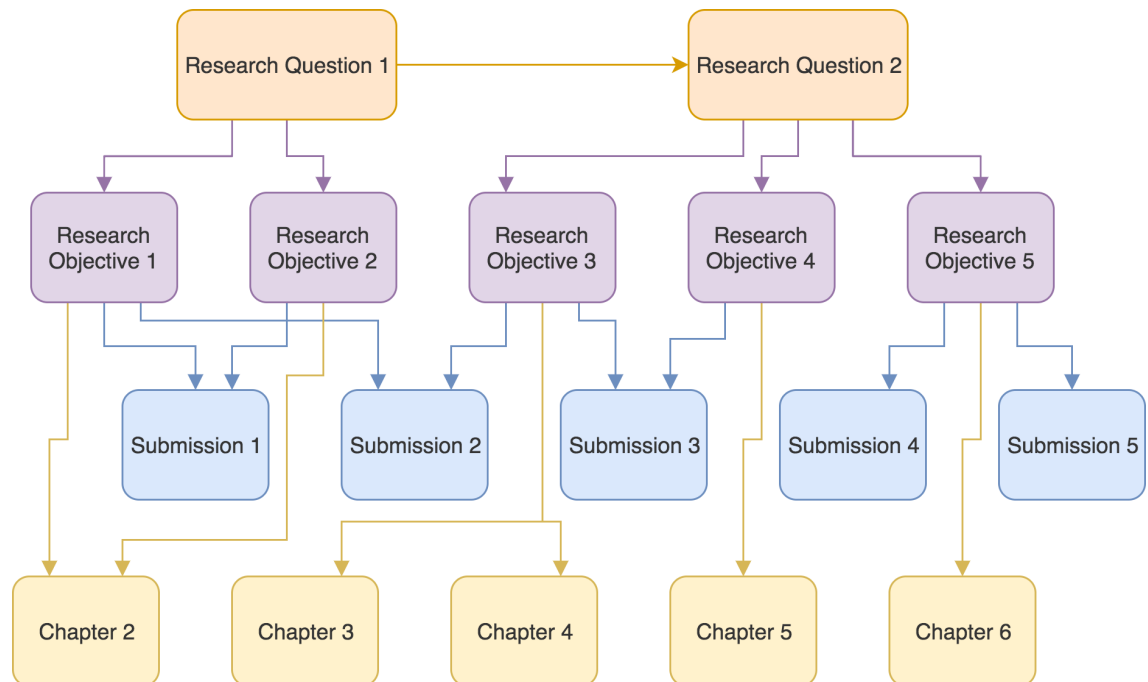 Research Question 1
Research Question 2
Research
Objective 1
Research
Objective 2
Research
Objective 3
Research
Objective 4
Research
Objective 5
Submission 1
Submission 2
Submission 3
Submission 4
Submission 5
Chapter 2
Chapter 3
Chapter 4
Chapter 5
Chapter 6